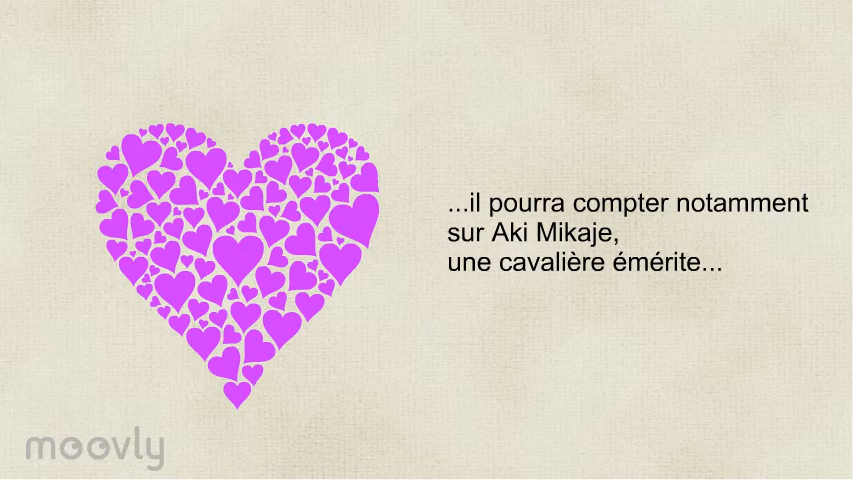 ...il pourra compter notamment
sur Aki Mikaje,
une cavalière émérite...
moovly